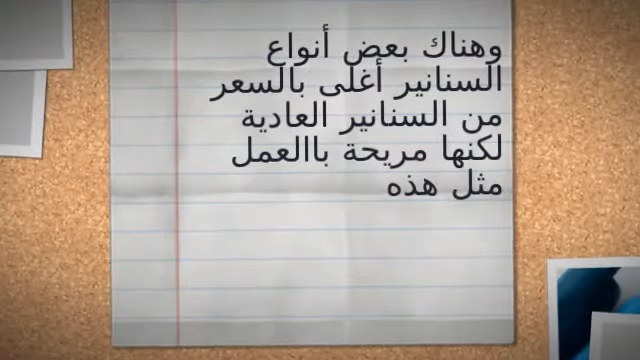 وهناك بعض أنواع
السنانير أغلى بالسعر
من السنانير العادية
لكنها مريحة باالعمل
مثل هذه